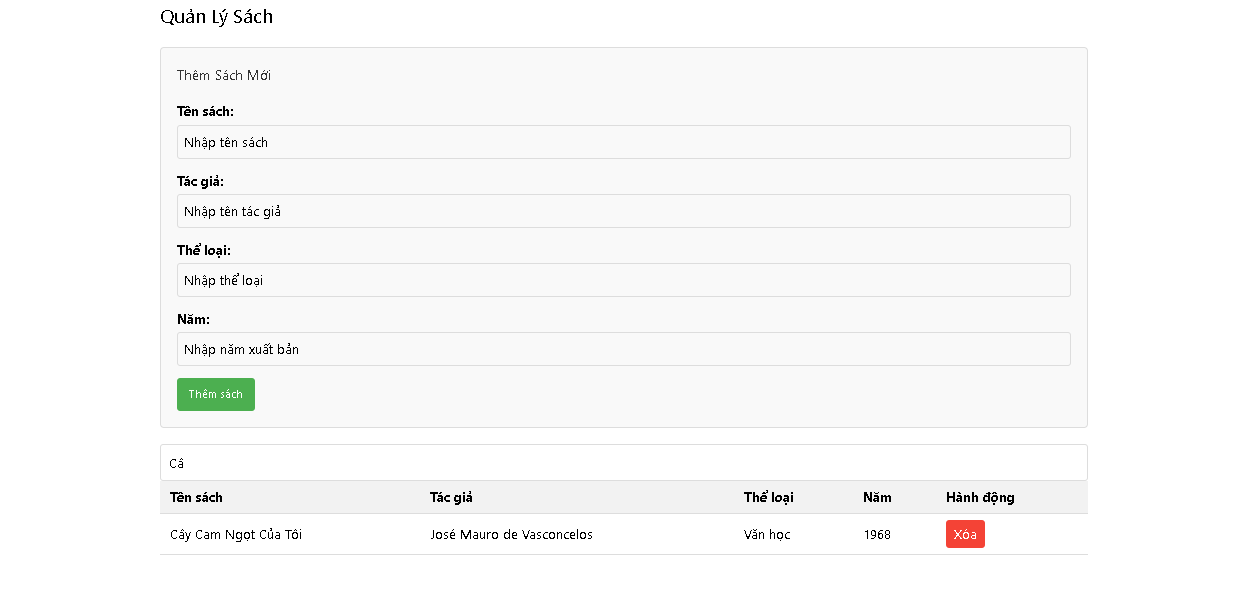 Quản Lý Sách
Thêm Sách Mới
Tên sách:
Nhập tên sách
Tác giả:
Nhập tên tác giả
Thể loại:
Nhập thể loại
Năm:
Nhập năm xuất bản
Thêm sách
Câ
Tên sách Tác giả Thể loại Năm Hành động
Cây Cam Ngọt Của Tôi José Mauro de Vasconcelos Văn học 1968 Xóa